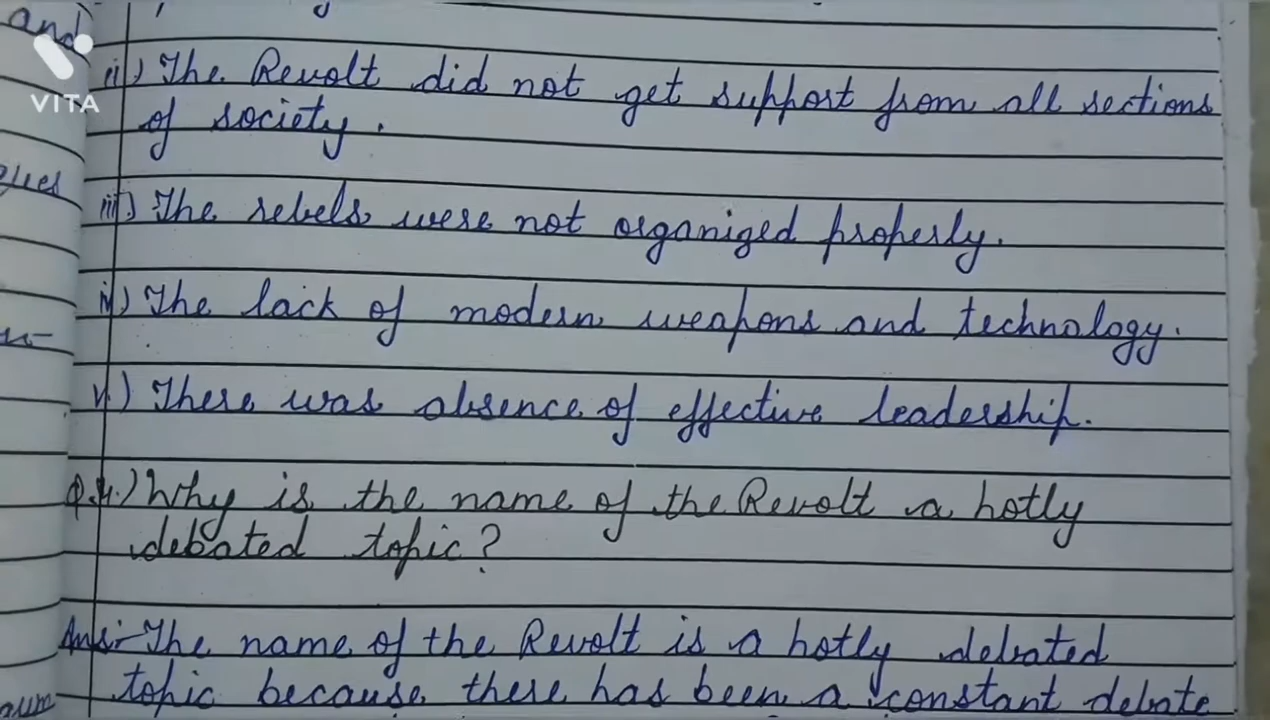 and
VITA
ii) The Revolt did not get support from all sections
of society.
iii) The rebels were not organized properly.
iv) The lack of modern weapons and technology.
v.) There was absence of effective leadership.
Q.4.) Why is the name of the Revolt a hotly
debated topic?
Ans:- The name of the Revolt is a hotly debated
topic because there has been a constant debate